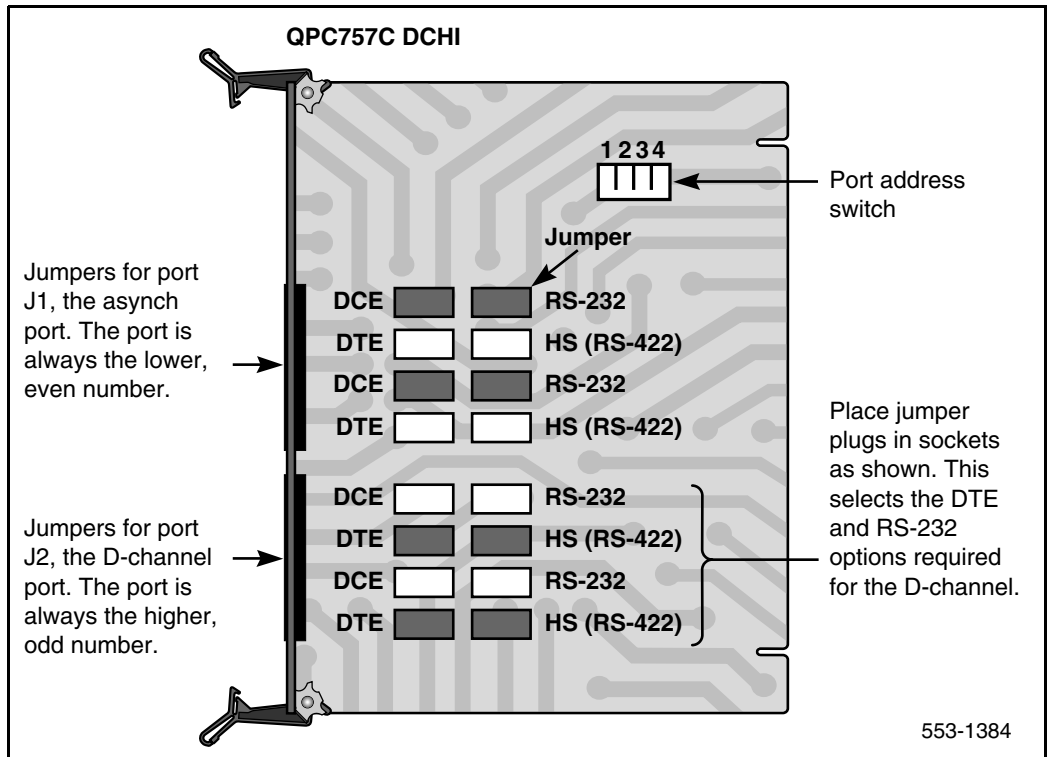 QPC757C DCHI
1 2 3 4
Port address
switch
Jumper
Jumpers for port
J1, the asynch
port. The port is
always the lower,
even number.
DCE RS-232
DTE HS (RS-422)
DCE RS-232
DTE HS (RS-422)
Jumpers for port
J2, the D-channel
port. The port is
always the higher,
odd number.
DCE RS-232
DTE HS (RS-422)
DCE RS-232
DTE HS (RS-422)
Place jumper
plugs in sockets
as shown. This
selects the DTE
and RS-232
options required
for the D-channel.
553-1384